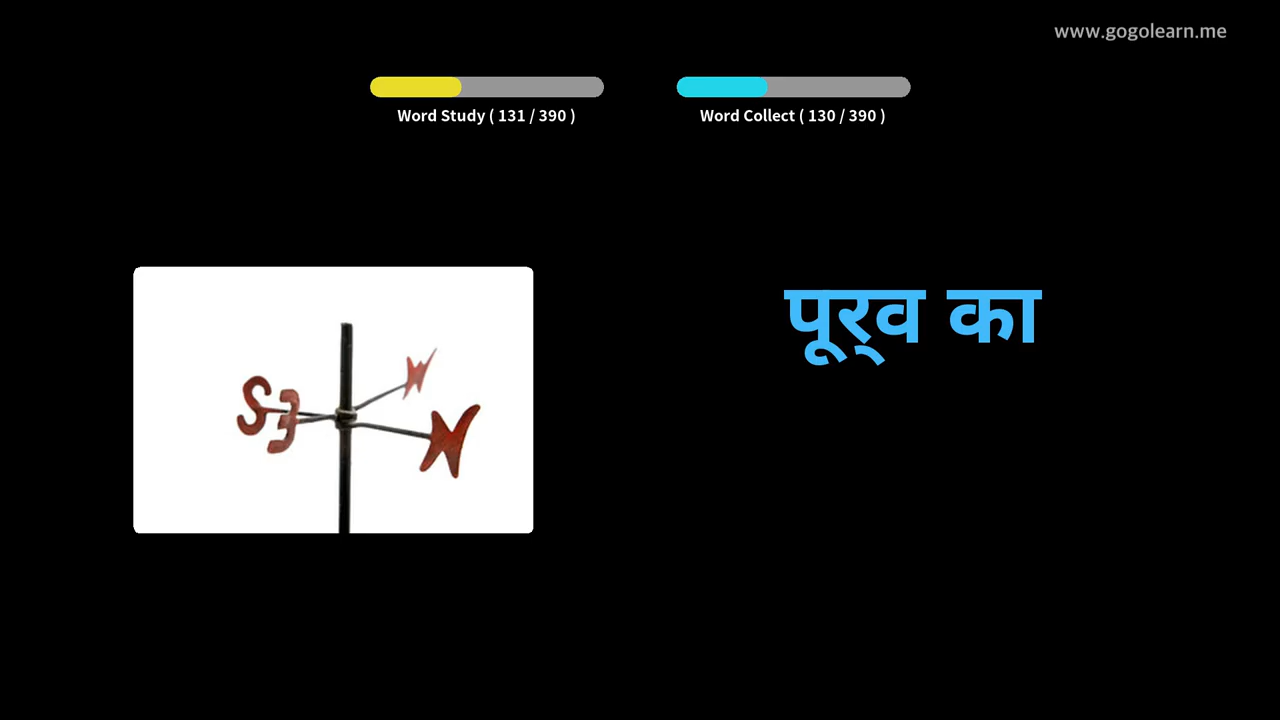 www.gogolearn.me
Word Study ( 131 / 390 )
Word Collect ( 130 / 390 )
पूर्‌व का
S E N W